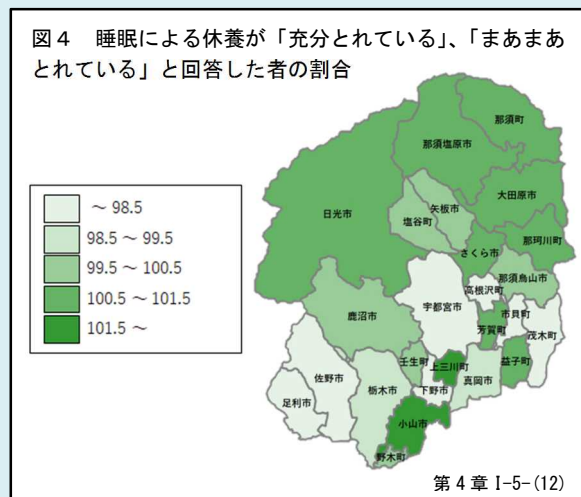 図4 睡眠による休養が「充分とれている」、「まあまあ
とれている」と回答した者の割合
～ 98.5
98.5 ～ 99.5
99.5 ～ 100.5
100.5 ～ 101.5
101.5 ～
那須町
那須塩原市
大田原市
日光市
矢板市
塩谷町
那珂川町
さくら市
那須烏山市
高根沢町
宇都宮市
市貝町
茂木町
鹿沼市
芳賀町
壬生町
上三川町
益子町
佐野市
栃木市
下野市
真岡市
足利市
小山市
野木町
第4章 I-5-(12)